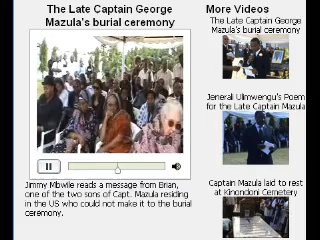 The Late Captain George
Mazula's burial ceremony
Jimmy Mbwile reads a message from Brian,
one of the two sons of Capt. Mazula residing
in the US who could not make it to the burial
ceremony.
More Videos
The Late Captain George
Mazula's burial ceremony
Jenerali Ulimwengu's Poem
for the Late Captain Mazula
Captain Mazula laid to rest
at Kinondoni Cemetery